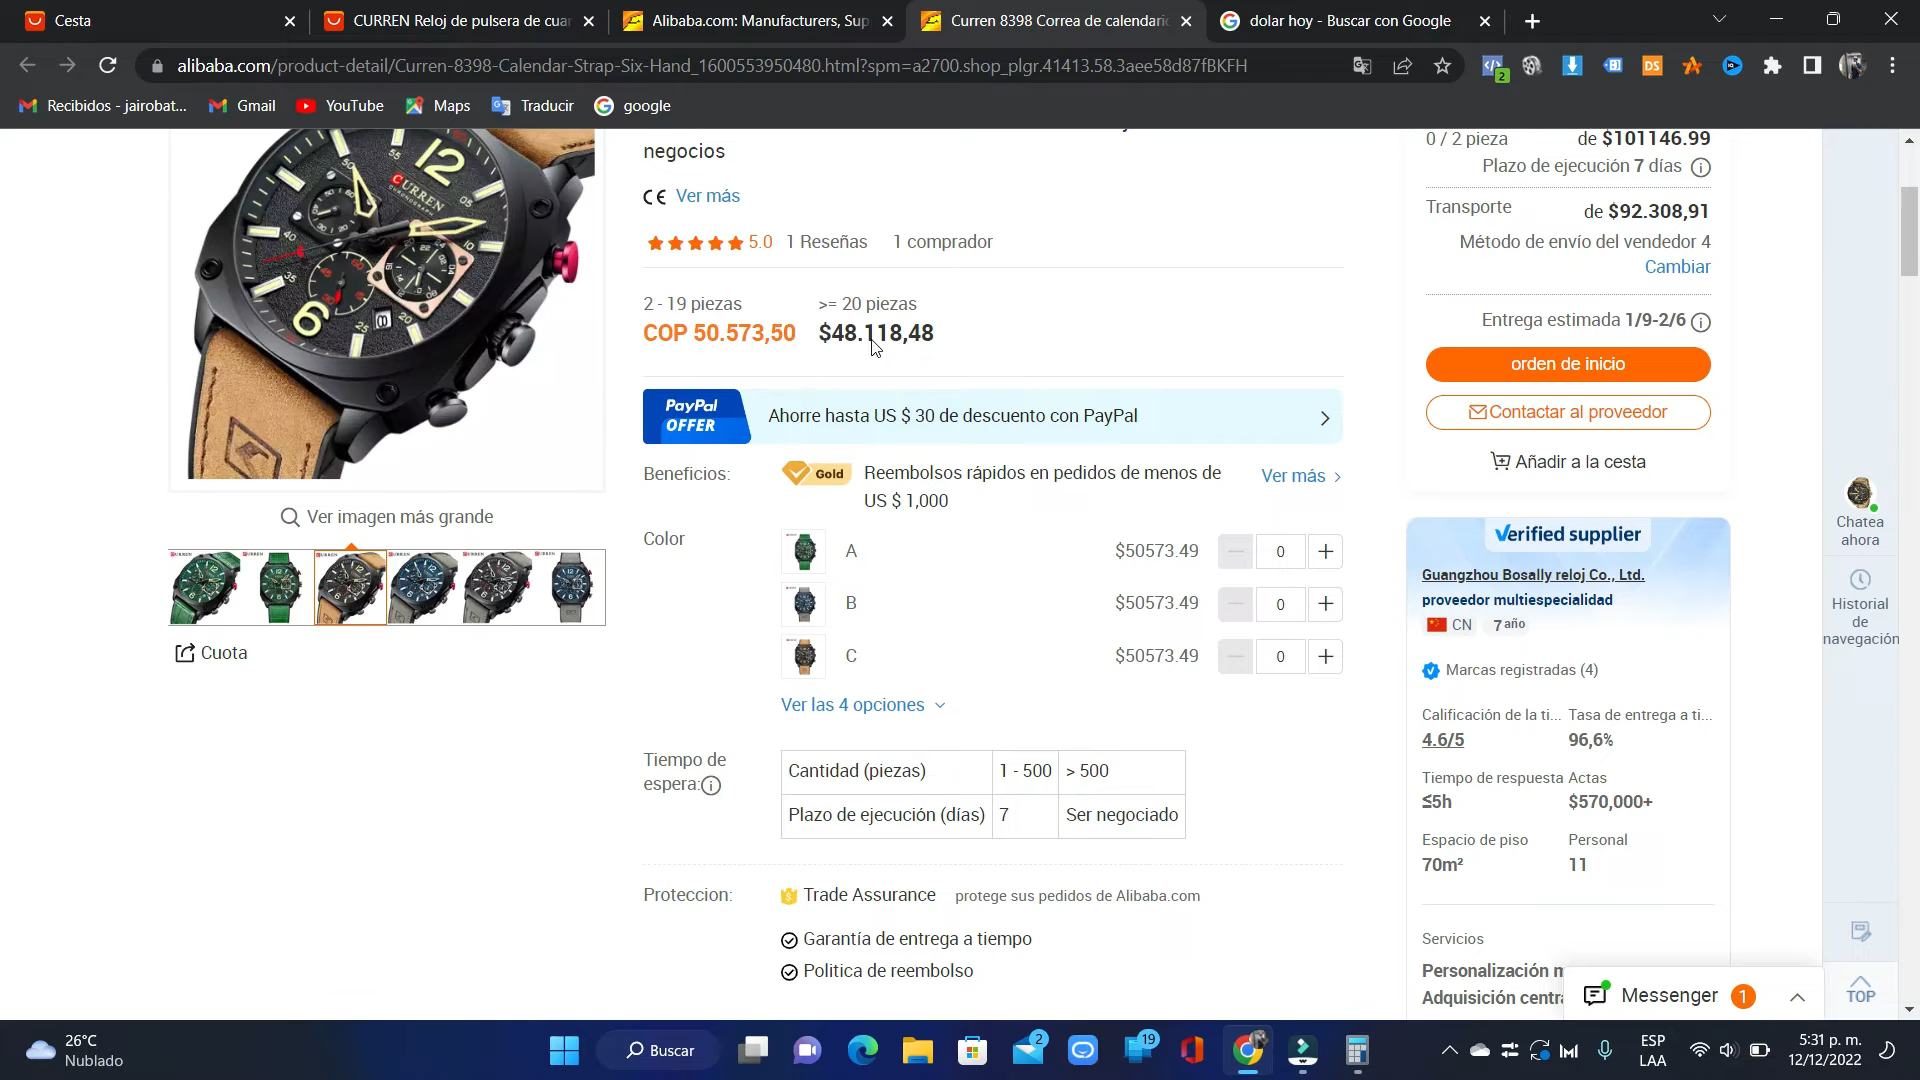 Cesta
CURREN Reloj de pulsera de cuar
Alibaba.com: Manufacturers, Sup
Curren 8398 Correa de calendario
dolar hoy - Buscar con Google
alibaba.com/product-detail/Curren-8398-Calendar-Strap-Six-Hand_1600553950480.html?spm=a2700.shop_plgr.41413.58.3aee58d87fBKFH
Recibidos - jairobat...
Gmail
YouTube
Maps
Traducir
google
negocios
CE Ver más
5.0 1 Reseñas 1 comprador
2 - 19 piezas >= 20 piezas
COP 50.573,50 $48.118,48
PayPal OFFER
Ahorre hasta US $ 30 de descuento con PayPal
Beneficios:
Gold
Reembolsos rápidos en pedidos de menos de
US $ 1,000
Ver más >
Color
A $50573.49 0
B $50573.49 0
C $50573.49 0
Ver las 4 opciones
Tiempo de
espera:
Cantidad (piezas) 1 - 500 > 500
Plazo de ejecución (días) 7 Ser negociado
Proteccion:
Trade Assurance protege sus pedidos de Alibaba.com
Garantía de entrega a tiempo
Politica de reembolso
CURREN
CHRONOGRAPH
12
6
Ver imagen más grande
Cuota
0 / 2 pieza de $101146.99
Plazo de ejecución 7 días
Transporte de $92.308,91
Método de envío del vendedor 4
Cambiar
Entrega estimada 1/9-2/6
orden de inicio
Contactar al proveedor
Añadir a la cesta
Verified supplier
Guangzhou Bosally reloj Co., Ltd.
proveedor multiespecialidad
CN 7 año
Marcas registradas (4)
Calificación de la ti... Tasa de entrega a ti...
4.6/5 96,6%
Tiempo de respuesta Actas
≤5h $570,000+
Espacio de piso Personal
70m² 11
Servicios
Personalización m
Adquisición centra
Messenger 1
Chatea
ahora
Historial
de
navegación
TOP
26°C
Nublado
Buscar
2
19
ESP
LAA
5:31 p. m.
12/12/2022